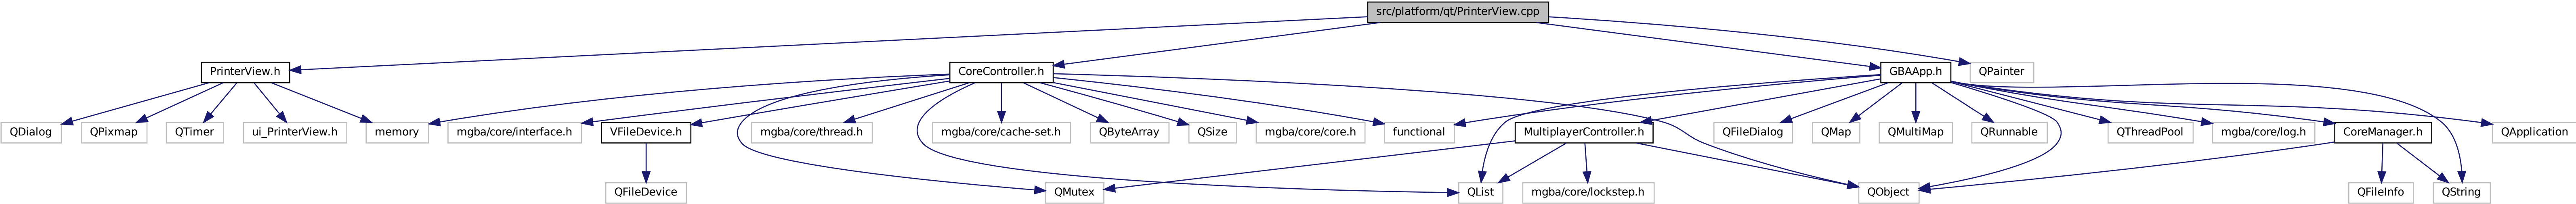 src/platform/qt/PrinterView.cpp
PrinterView.h
CoreController.h
GBAApp.h
QPainter
QDialog
QPixmap
QTimer
ui_PrinterView.h
memory
mgba/core/interface.h
VFileDevice.h
mgba/core/thread.h
mgba/core/cache-set.h
QByteArray
QSize
mgba/core/core.h
functional
MultiplayerController.h
QFileDialog
QMap
QMultiMap
QRunnable
QThreadPool
mgba/core/log.h
CoreManager.h
QApplication
QFileDevice
QMutex
QList
mgba/core/lockstep.h
QObject
QFileInfo
QString